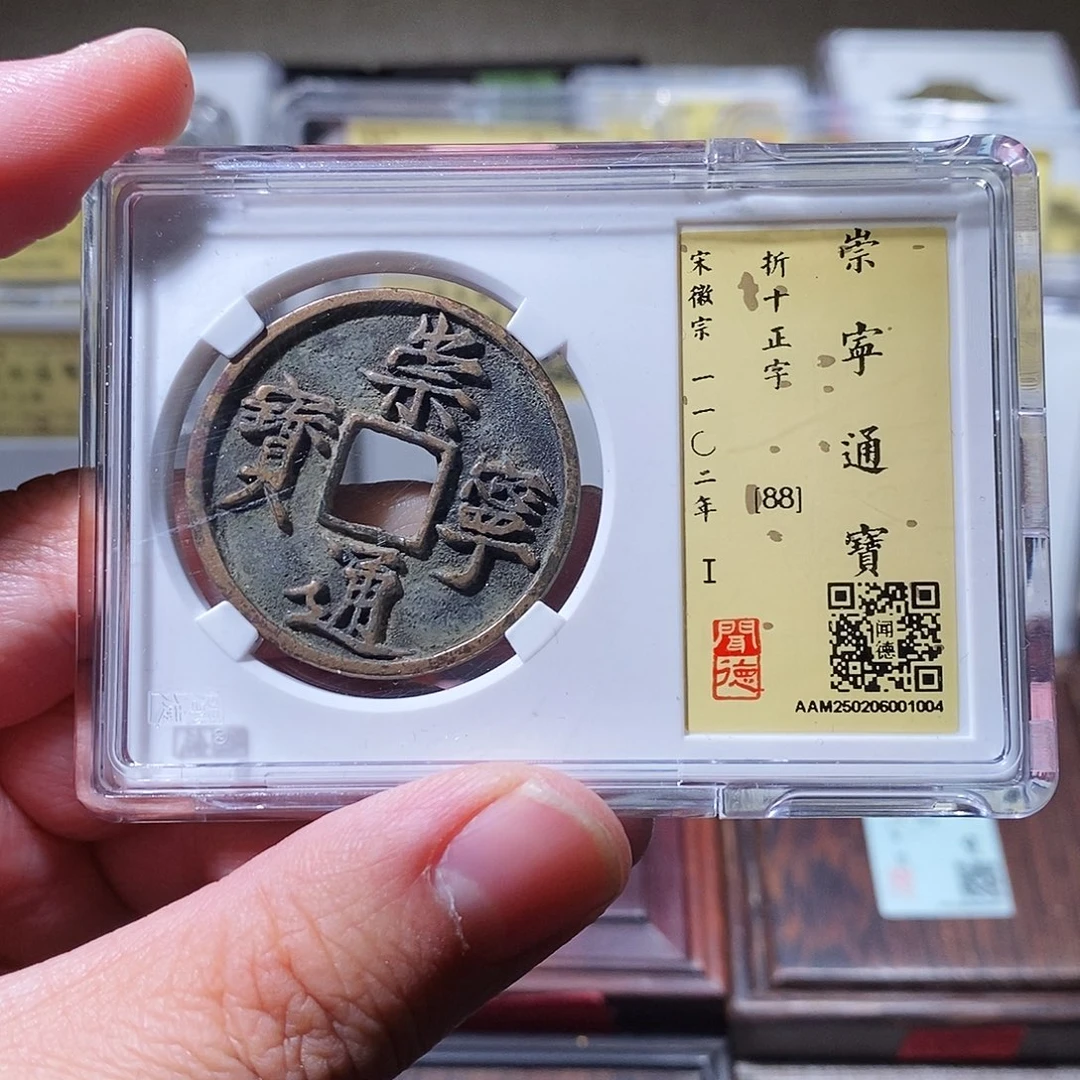 崇寧通寶
崇寧通寶
折十正字 [88]
宋徽宗 一一〇二年 I
聞德
闻德
AAM250206001004